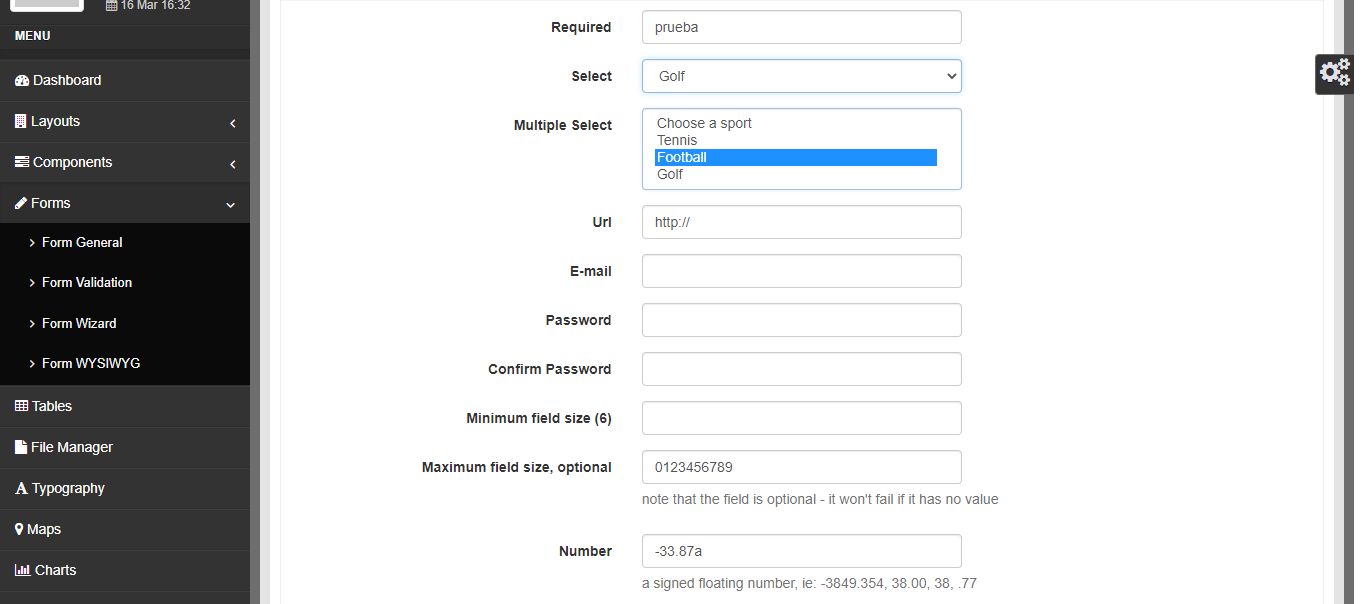 16 Mar 16:32
MENU
Dashboard
Layouts
Components
Forms
Form General
Form Validation
Form Wizard
Form WYSIWYG
Tables
File Manager
Typography
Maps
Charts
Required prueba
Select Golf
Multiple Select Choose a sport
Tennis
Football
Golf
Url http://
E-mail
Password
Confirm Password
Minimum field size (6)
Maximum field size, optional 0123456789
note that the field is optional - it won't fail if it has no value
Number -33.87a
a signed floating number, ie: -3849.354, 38.00, 38, .77